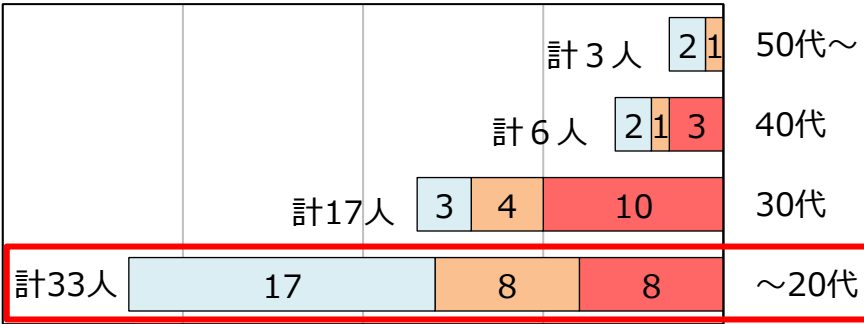 計３人 2 1 50代～
計６人 2 1 3 40代
計17人 3 4 10 30代
計33人 17 8 8 ～20代